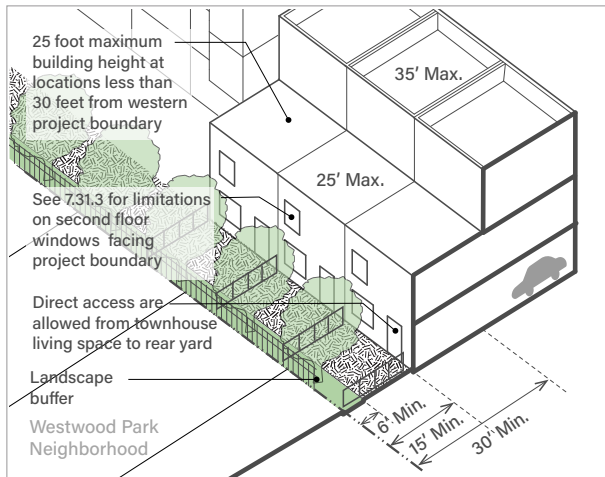 25 foot maximum
building height at
locations less than
30 feet from western
project boundary
35′ Max.
25′ Max.
See 7.31.3 for limitations
on second floor
windows facing
project boundary
Direct access are
allowed from townhouse
living space to rear yard
Landscape
buffer
Westwood Park
Neighborhood
6′ Min.
15′ Min.
30′ Min.